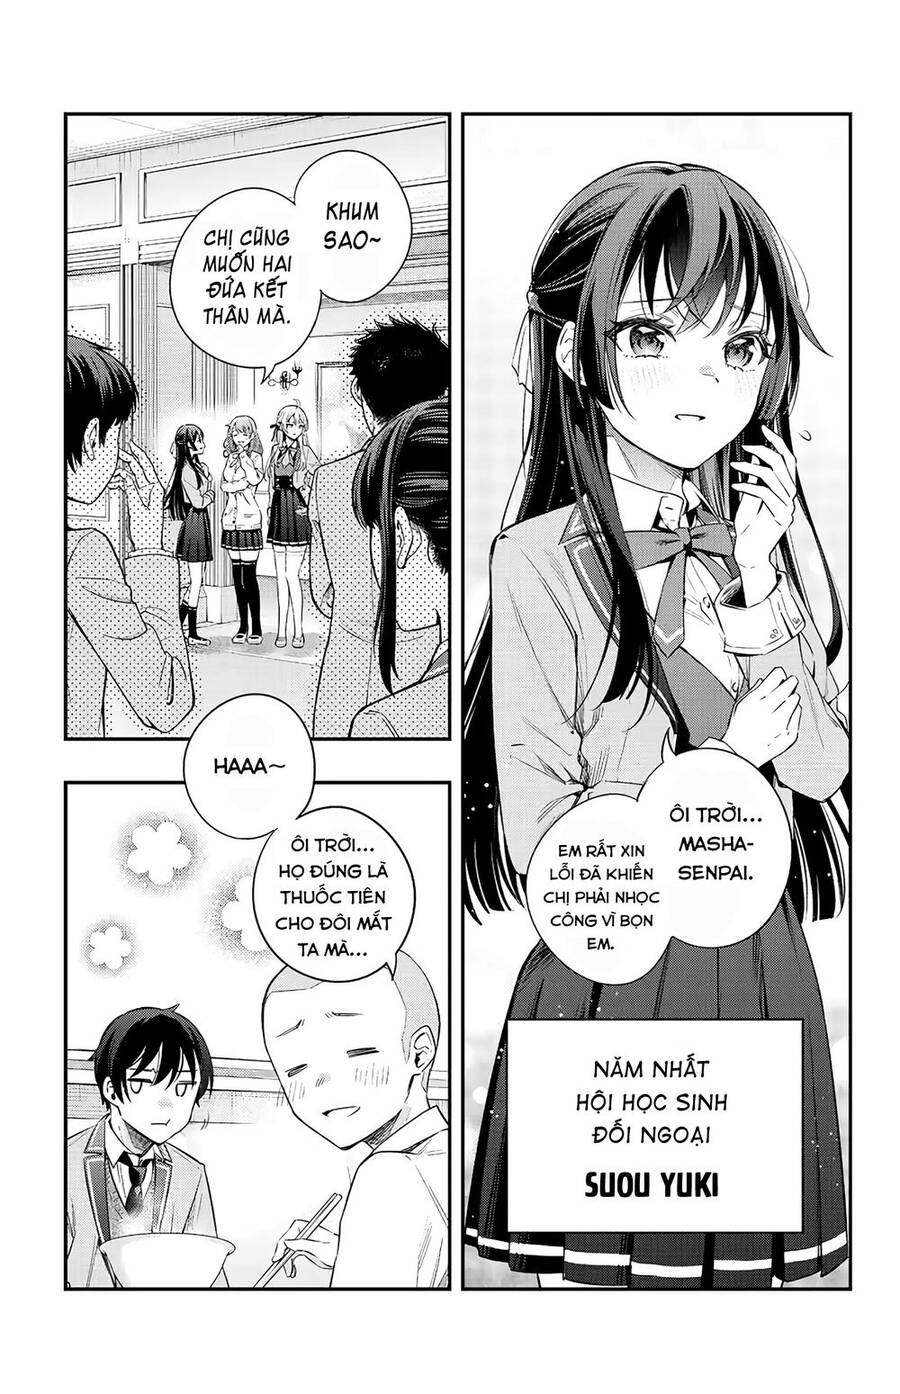 ÔI TRỜI...
MASHA-
SENPAI.
EM RẤT XIN
LỖI ĐÃ KHIẾN
CHỊ PHẢI NHỌC
CÔNG VÌ BỌN
EM.
NĂM NHẤT
HỘI HỌC SINH
ĐỐI NGOẠI
SUOU YUKI
KHUM
SAO~
CHỊ CŨNG
MUỐN HAI
ĐỨA KẾT
THÂN MÀ.
HAAA~
ÔI TRỜI...
HỌ ĐÚNG LÀ
THUỐC TIÊN
CHO ĐÔI MẮT
TA MÀ...